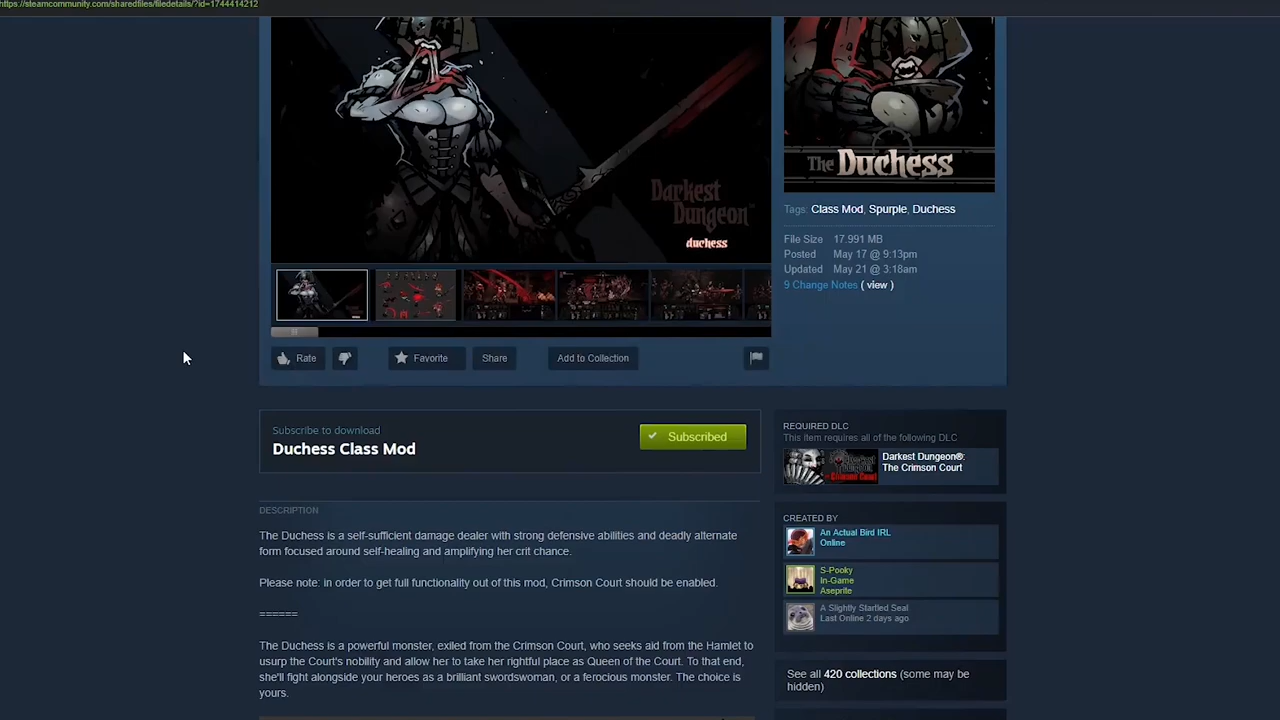 https://steamcommunity.com/sharedfiles/filedetails/?id=1744414212
Darkest
Dungeon
duchess
The Duchess
Tags: Class Mod, Spurple, Duchess
File Size 17.991 MB
Posted May 17 @ 9:13pm
Updated May 21 @ 3:18am
9 Change Notes ( view )
Rate
Favorite
Share
Add to Collection
Subscribe to download
Duchess Class Mod
Subscribed
REQUIRED DLC
This item requires all of the following DLC
Darkest Dungeon®:
The Crimson Court
DESCRIPTION
The Duchess is a self-sufficient damage dealer with strong defensive abilities and deadly alternate
form focused around self-healing and amplifying her crit chance.
Please note: in order to get full functionality out of this mod, Crimson Court should be enabled.
======
The Duchess is a powerful monster, exiled from the Crimson Court, who seeks aid from the Hamlet to
usurp the Court's nobility and allow her to take her rightful place as Queen of the Court. To that end,
she'll fight alongside your heroes as a brilliant swordswoman, or a ferocious monster. The choice is
yours.
CREATED BY
An Actual Bird IRL
Online
S-Pooky
In-Game
Aseprite
A Slightly Startled Seal
Last Online 2 days ago
See all 420 collections (some may be
hidden)